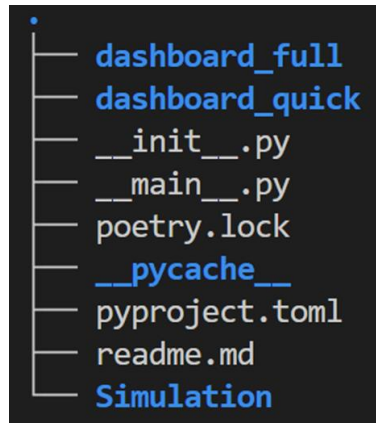 .
dashboard_full
dashboard_quick
__init__.py
__main__.py
poetry.lock
__pycache__
pyproject.toml
readme.md
Simulation